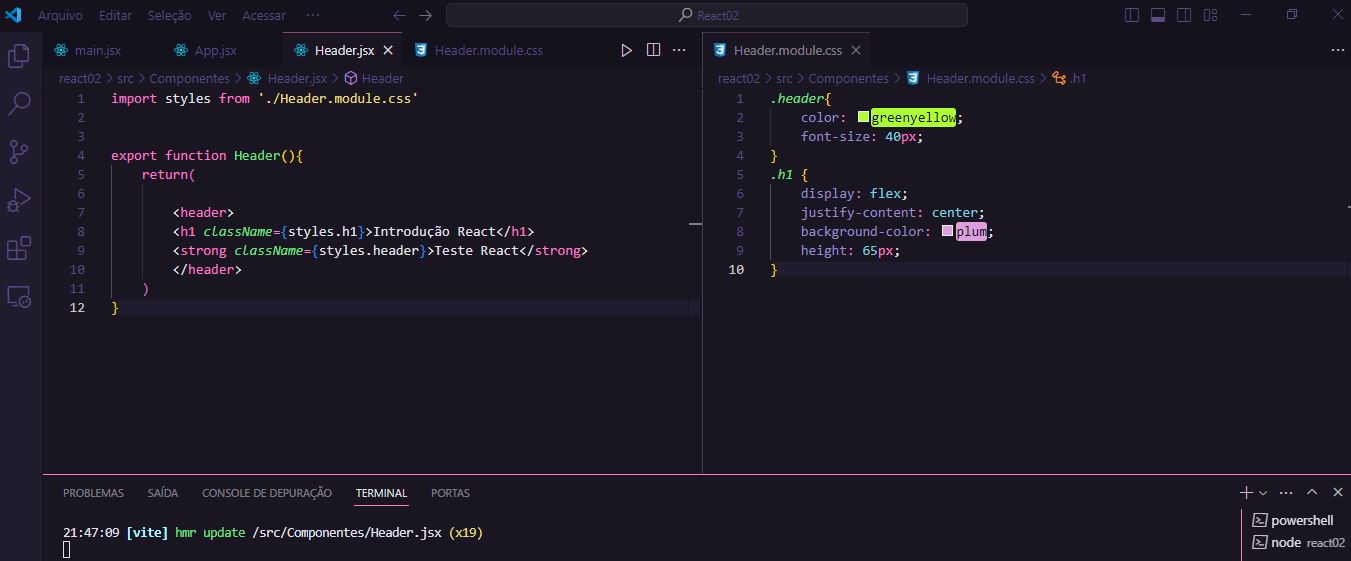 Arquivo Editar Seleção Ver Acessar ··· React02
main.jsx App.jsx Header.jsx Header.module.css ···
react02 > src > Componentes > Header.jsx > Header
1 import styles from './Header.module.css'
2
3
4 export function Header(){
5 return(
6
7 <header>
8 <h1 className={styles.h1}>Introdução React</h1>
9 <strong className={styles.header}>Teste React</strong>
10 </header>
11 )
12 }
Header.module.css ···
react02 > src > Componentes > Header.module.css > .h1
1 .header{
2 color: greenyellow;
3 font-size: 40px;
4 }
5 .h1 {
6 display: flex;
7 justify-content: center;
8 background-color: plum;
9 height: 65px;
10 }
PROBLEMAS SAÍDA CONSOLE DE DEPURAÇÃO TERMINAL PORTAS
21:47:09 [vite] hmr update /src/Componentes/Header.jsx (x19)
powershell
node react02